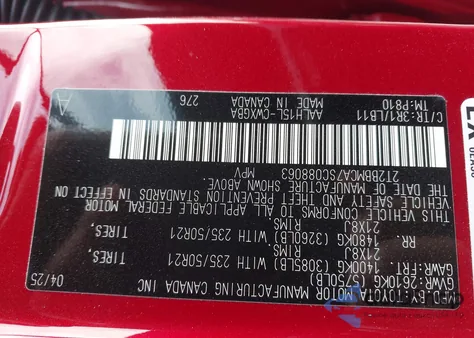 MFD.BY:TOYOTA MOTOR MANUFACTURING CANADA INC. 04/25
GVWR:2610KG (5750LB)
GAWR:FRT. 1400KG (3085LB) WITH 235/50R21 TIRES,
21X8J RIMS
RR. 1480KG (3260LB) WITH 235/50R21 TIRES,
21X8J RIMS
THIS VEHICLE CONFORMS TO ALL APPLICABLE FEDERAL MOTOR
VEHICLE SAFETY AND THEFT PREVENTION STANDARDS IN EFFECT ON
THE DATE OF MANUFACTURE SHOWN ABOVE.
2T2BBMCA7SC088063 MPV
C/TR:3R1/LB11 AALH15L-CWXGBA 276 A
TM:P810 MADE IN CANADA